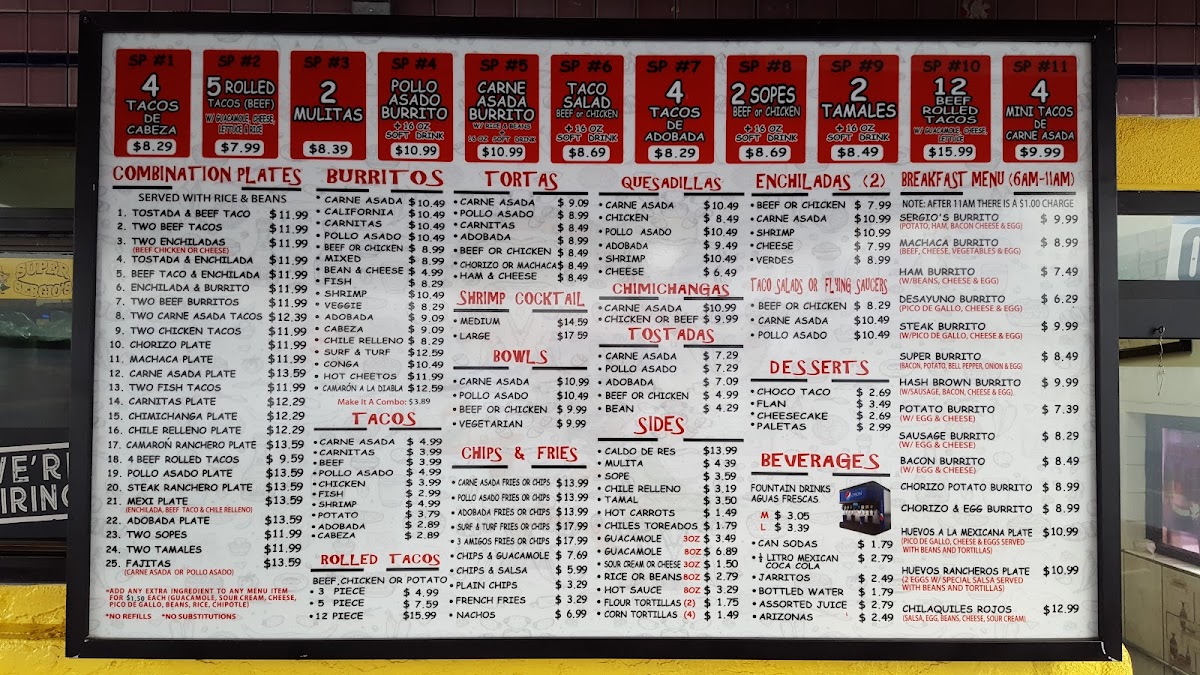 SP #1
4
TACOS
DE
CABEZA
$8.29
SP #2
5 ROLLED
TACOS (BEEF)
W/ GUACAMOLE, CHEESE,
LETTUCE & RICE
$7.99
SP #3
2
MULITAS
$8.39
SP #4
POLLO
ASADO
BURRITO
+ 16 OZ
SOFT DRINK
$10.99
SP #5
CARNE
ASADA
BURRITO
W/ RICE & BEANS
+
16 OZ SOFT DRINK
$10.99
SP #6
TACO
SALAD
BEEF or CHICKEN
+ 16 OZ
SOFT DRINK
$8.69
SP #7
4
TACOS
DE
ADOBADA
$8.29
SP #8
2 SOPES
BEEF or CHICKEN
+ 16 OZ
SOFT DRINK
$8.69
SP #9
2
TAMALES
+ 16 OZ
SOFT DRINK
$8.49
SP #10
12
BEEF
ROLLED
TACOS
W/ GUACAMOLE, CHEESE,
LETTUCE
$15.99
SP #11
4
MINI TACOS
DE
CARNE ASADA
$9.99
COMBINATION PLATES
SERVED WITH RICE & BEANS
1. TOSTADA & BEEF TACO $11.99
2. TWO BEEF TACOS $11.99
3. TWO ENCHILADAS $11.99
(BEEF CHICKEN OR CHEESE)
4. TOSTADA & ENCHILADA $11.99
5. BEEF TACO & ENCHILADA $11.99
6. ENCHILADA & BURRITO $11.99
7. TWO BEEF BURRITOS $11.99
8. TWO CARNE ASADA TACOS $12.39
9. TWO CHICKEN TACOS $11.99
10. CHORIZO PLATE $11.99
11. MACHACA PLATE $11.99
12. CARNE ASADA PLATE $13.59
13. TWO FISH TACOS $11.99
14. CARNITAS PLATE $12.29
15. CHIMICHANGA PLATE $12.29
16. CHILE RELLENO PLATE $12.29
17. CAMARON RANCHERO PLATE $13.59
18. 4 BEEF ROLLED TACOS $ 9.59
19. POLLO ASADO PLATE $13.59
20. STEAK RANCHERO PLATE $13.59
21. MEXI PLATE $13.59
(ENCHILADA, BEEF TACO & CHILE RELLENO)
22. ADOBADA PLATE $13.59
23. TWO SOPES $11.99
24. TWO TAMALES $11.99
25. FAJITAS $13.59
(CARNE ASADA OR POLLO ASADO)
*ADD ANY EXTRA INGREDIENT TO ANY MENU ITEM
FOR $1.50 EACH (GUACAMOLE, SOUR CREAM, CHEESE,
PICO DE GALLO, BEANS, RICE, CHIPOTLE)
*NO REFILLS *NO SUBSTITUTIONS
BURRITOS
• CARNE ASADA $10.49
• CALIFORNIA $10.49
• CARNITAS $10.49
• POLLO ASADO $10.49
• BEEF OR CHICKEN $ 8.99
• MIXED $ 8.99
• BEAN & CHEESE $ 4.99
• FISH $ 8.29
• SHRIMP $10.49
• VEGGIE $ 8.29
• ADOBADA $ 9.09
• CABEZA $ 9.09
• CHILE RELLENO $ 8.29
• SURF & TURF $12.59
• CONGA $10.49
• HOT CHEETOS $11.99
• CAMARÓN A LA DIABLA $12.59
Make It A Combo: $3.89
TACOS
• CARNE ASADA $ 4.99
• CARNITAS $ 3.99
• BEEF $ 3.99
• POLLO ASADO $ 4.99
• CHICKEN $ 3.99
• FISH $ 2.99
• SHRIMP $ 4.99
• POTATO $ 3.79
• ADOBADA $ 2.89
• CABEZA $ 2.89
ROLLED TACOS
BEEF, CHICKEN OR POTATO
• 3 PIECE $ 4.99
• 5 PIECE $ 7.59
• 12 PIECE $15.99
TORTAS
• CARNE ASADA $ 9.09
• POLLO ASADO $ 8.99
• CARNITAS $ 8.49
• ADOBADA $ 8.99
• BEEF OR CHICKEN $ 8.49
• CHORIZO OR MACHACA $ 8.49
• HAM & CHEESE $ 8.49
SHRIMP COCKTAIL
• MEDIUM $14.59
• LARGE $17.59
BOWLS
• CARNE ASADA $10.99
• POLLO ASADO $10.49
• BEEF OR CHICKEN $ 9.99
• VEGETARIAN $ 9.99
CHIPS & FRIES
• CARNE ASADA FRIES OR CHIPS $13.99
• POLLO ASADO FRIES OR CHIPS $13.99
• ADOBADA FRIES OR CHIPS $13.99
• SURF & TURF FRIES OR CHIPS $17.99
• 3 AMIGOS FRIES OR CHIPS $17.99
• CHIPS & GUACAMOLE $ 7.69
• CHIPS & SALSA $ 5.99
• PLAIN CHIPS $ 3.29
• FRENCH FRIES $ 3.29
• NACHOS $ 6.99
QUESADILLAS
• CARNE ASADA $10.49
• CHICKEN $ 8.49
• POLLO ASADO $10.49
• ADOBADA $ 9.49
• SHRIMP $10.49
• CHEESE $ 6.49
CHIMICHANGAS
• CARNE ASADA $10.99
• CHICKEN OR BEEF $ 9.99
TOSTADAS
• CARNE ASADA $ 7.29
• POLLO ASADO $ 7.29
• ADOBADA $ 7.09
• BEEF OR CHICKEN $ 4.99
• BEAN $ 4.29
SIDES
• CALDO DE RES $13.99
• MULITA $ 4.39
• SOPE $ 3.59
• CHILE RELLENO $ 3.19
• TAMAL $ 3.50
• HOT CARROTS $ 1.49
• CHILES TOREADOS $ 1.79
• GUACAMOLE 3OZ $ 3.49
• GUACAMOLE 8OZ $ 6.89
• SOUR CREAM OR CHEESE 3OZ $ 1.50
• RICE OR BEANS 8OZ $ 2.79
• HOT SAUCE 8OZ $ 3.29
• FLOUR TORTILLAS (2) $ 1.75
• CORN TORTILLAS (4) $ 1.49
ENCHILADAS (2)
• BEEF OR CHICKEN $ 7.99
• CARNE ASADA $10.99
• SHRIMP $10.99
• CHEESE $ 7.99
• VERDES $ 8.99
TACO SALADS OR FLYING SAUCERS
• BEEF OR CHICKEN $ 8.29
• CARNE ASADA $10.49
• POLLO ASADO $10.49
DESSERTS
• CHOCO TACO $ 2.69
• FLAN $ 3.49
• CHEESECAKE $ 2.69
• PALETAS $ 2.99
BEVERAGES
FOUNTAIN DRINKS
AGUAS FRESCAS
M $ 3.05
L $ 3.39
• CAN SODAS $ 1.79
• ½ LITRO MEXICAN $ 2.79
COCA COLA
• JARRITOS $ 2.49
• BOTTLED WATER $ 1.79
• ASSORTED JUICE $ 2.79
• ARIZONAS $ 2.49
BREAKFAST MENU (6AM-11AM)
NOTE: AFTER 11AM THERE IS A $1.00 CHARGE
SERGIO'S BURRITO $ 9.99
(POTATO, HAM, BACON CHEESE & EGG)
MACHACA BURRITO $ 8.99
(BEEF, CHEESE, VEGETABLES & EGG)
HAM BURRITO $ 7.49
(W/BEANS, CHEESE & EGG)
DESAYUNO BURRITO $ 6.29
(PICO DE GALLO, CHEESE & EGG)
STEAK BURRITO $ 9.99
(W/PICO DE GALLO, CHEESE & EGG)
SUPER BURRITO $ 8.49
(BACON, POTATO, BELL PEPPER, ONION & EGG)
HASH BROWN BURRITO $ 9.99
(W/SAUSAGE, BACON, CHEESE & EGG)
POTATO BURRITO $ 7.39
(W/ EGG & CHEESE)
SAUSAGE BURRITO $ 8.29
(W/ EGG & CHEESE)
BACON BURRITO $ 8.49
(W/ EGG & CHEESE)
CHORIZO POTATO BURRITO $ 8.99
CHORIZO & EGG BURRITO $ 8.99
HUEVOS A LA MEXICANA PLATE $10.99
(PICO DE GALLO, CHEESE & EGGS SERVED
WITH BEANS AND TORTILLAS)
HUEVOS RANCHEROS PLATE $10.99
(2 EGGS W/SPECIAL SALSA SERVED
WITH BEANS AND TORTILLAS)
CHILAQUILES ROJOS $12.99
(SALSA, EGG, BEANS, CHEESE, SOUR CREAM)
SUPER
SERGIO'S
WE'RE
HIRING